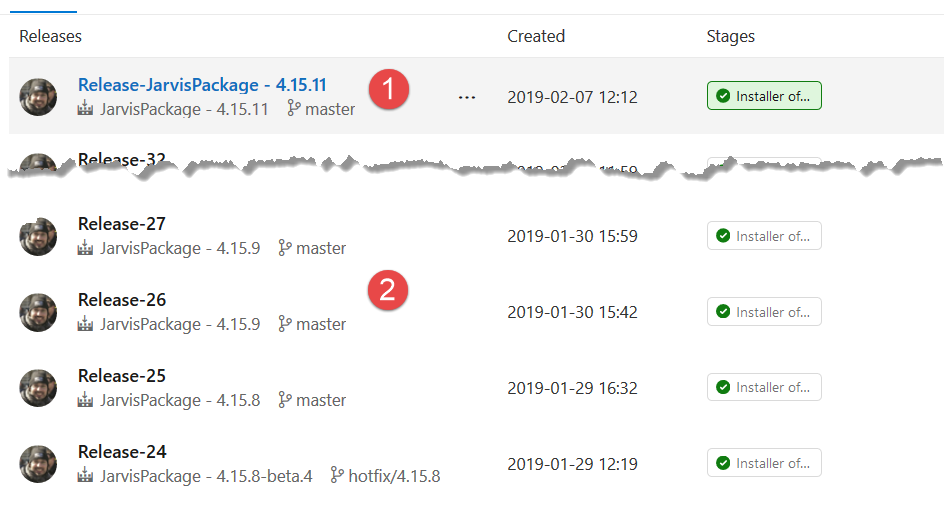 Releases Created Stages
Release-JarvisPackage - 4.15.11 1 ... 2019-02-07 12:12 Installer of...
JarvisPackage - 4.15.11 master
Release-32
Release-27 2019-01-30 15:59 Installer of...
JarvisPackage - 4.15.9 master
2
Release-26 2019-01-30 15:42 Installer of...
JarvisPackage - 4.15.9 master
Release-25 2019-01-29 16:32 Installer of...
JarvisPackage - 4.15.8 master
Release-24 2019-01-29 12:19 Installer of...
JarvisPackage - 4.15.8-beta.4 hotfix/4.15.8